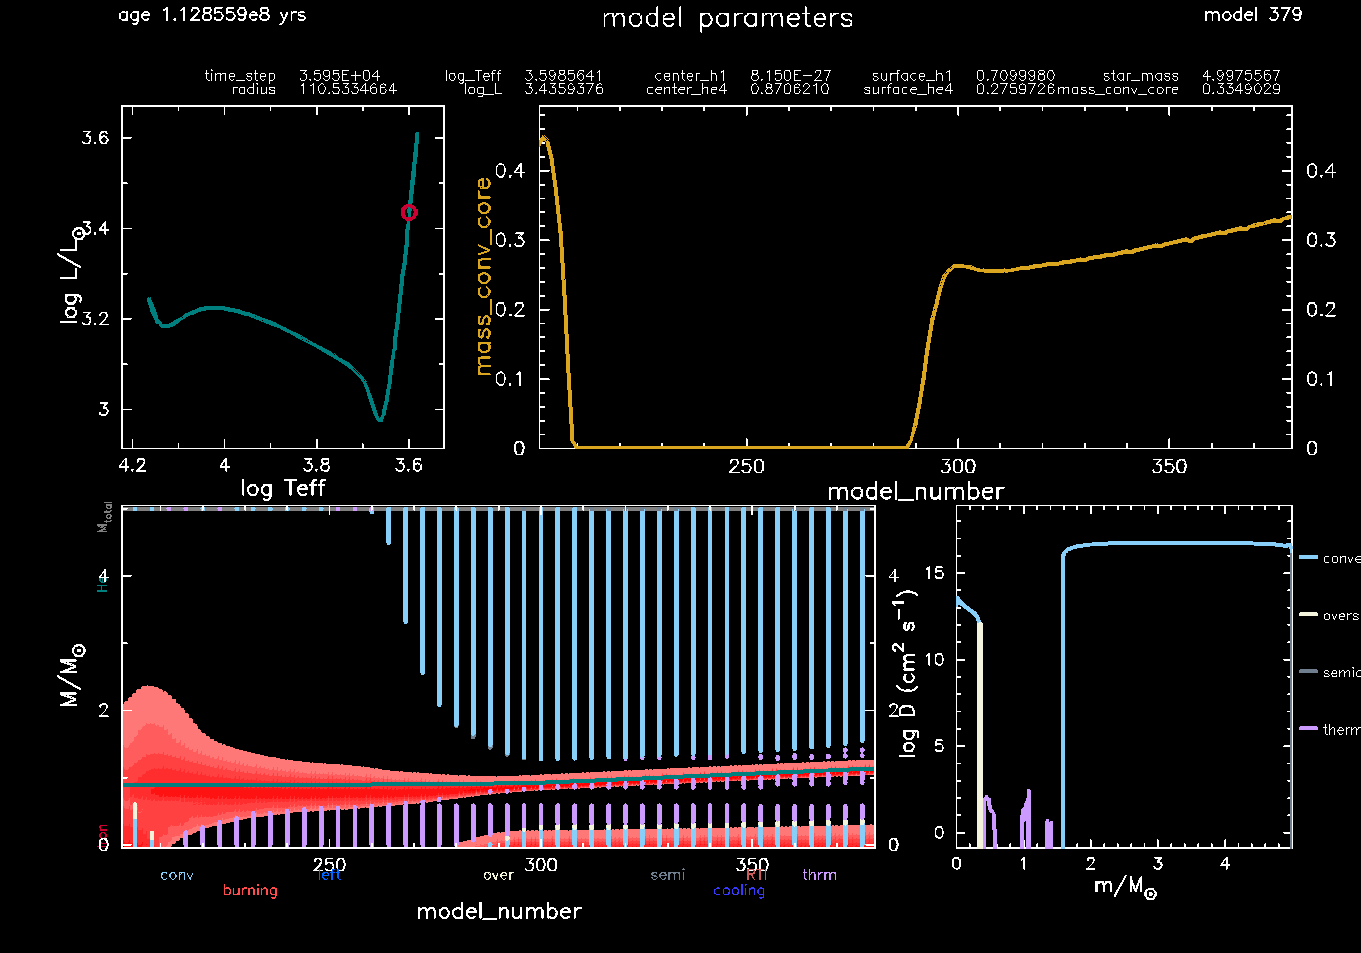 age 1.128559e8 yrs model parameters model 379
time_step 3.595E+04 log_Teff 3.5985641 center_h1 8.150E-27 surface_h1 0.7099980 star_mass 4.9975567
radius 110.5334664 log_L 3.4359376 center_he4 0.8706210 surface_he4 0.2759726 mass_conv_core 0.3349029
log L/L⊙
3.6
3.4
3.2
3
4.2 4 3.8 3.6
log Teff
mass_conv_core
0.4 0.4
0.3 0.3
0.2 0.2
0.1 0.1
0 0
250 300 350
model_number
M/M⊙
Mtotal
He
4 4
2 2
0 0
250 300 350
conv left over semi RTI thrm
burning cooling
model_number
log D (cm² s⁻¹)
15
10
5
0
0 1 2 3 4
m/M⊙
conve
overs
semic
therm